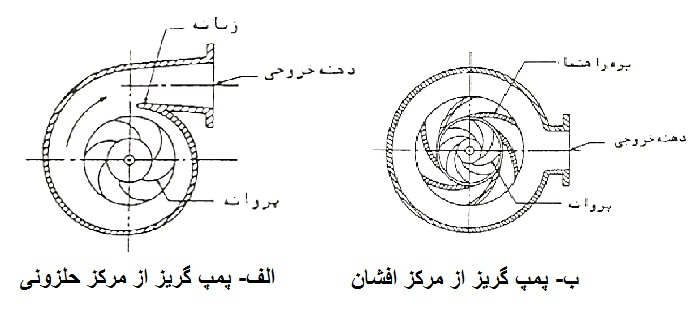 زبانه
دهنه خروجی
پروانه
الف- پمپ گریز از مرکز حلزونی
بره راهنما
دهنه خروجی
پروانه
ب- پمپ گریز از مرکز افشان